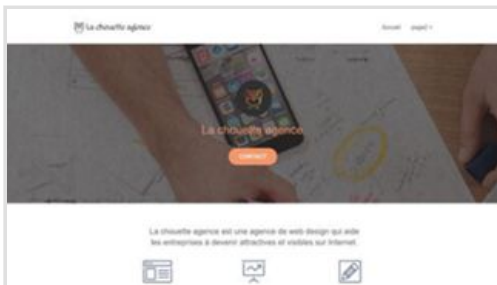 La chouette agence
Accueil page2
La chouette agence
CONTACT
La chouette agence est une agence de web design qui aide
les entreprises à devenir attractives et visibles sur Internet.